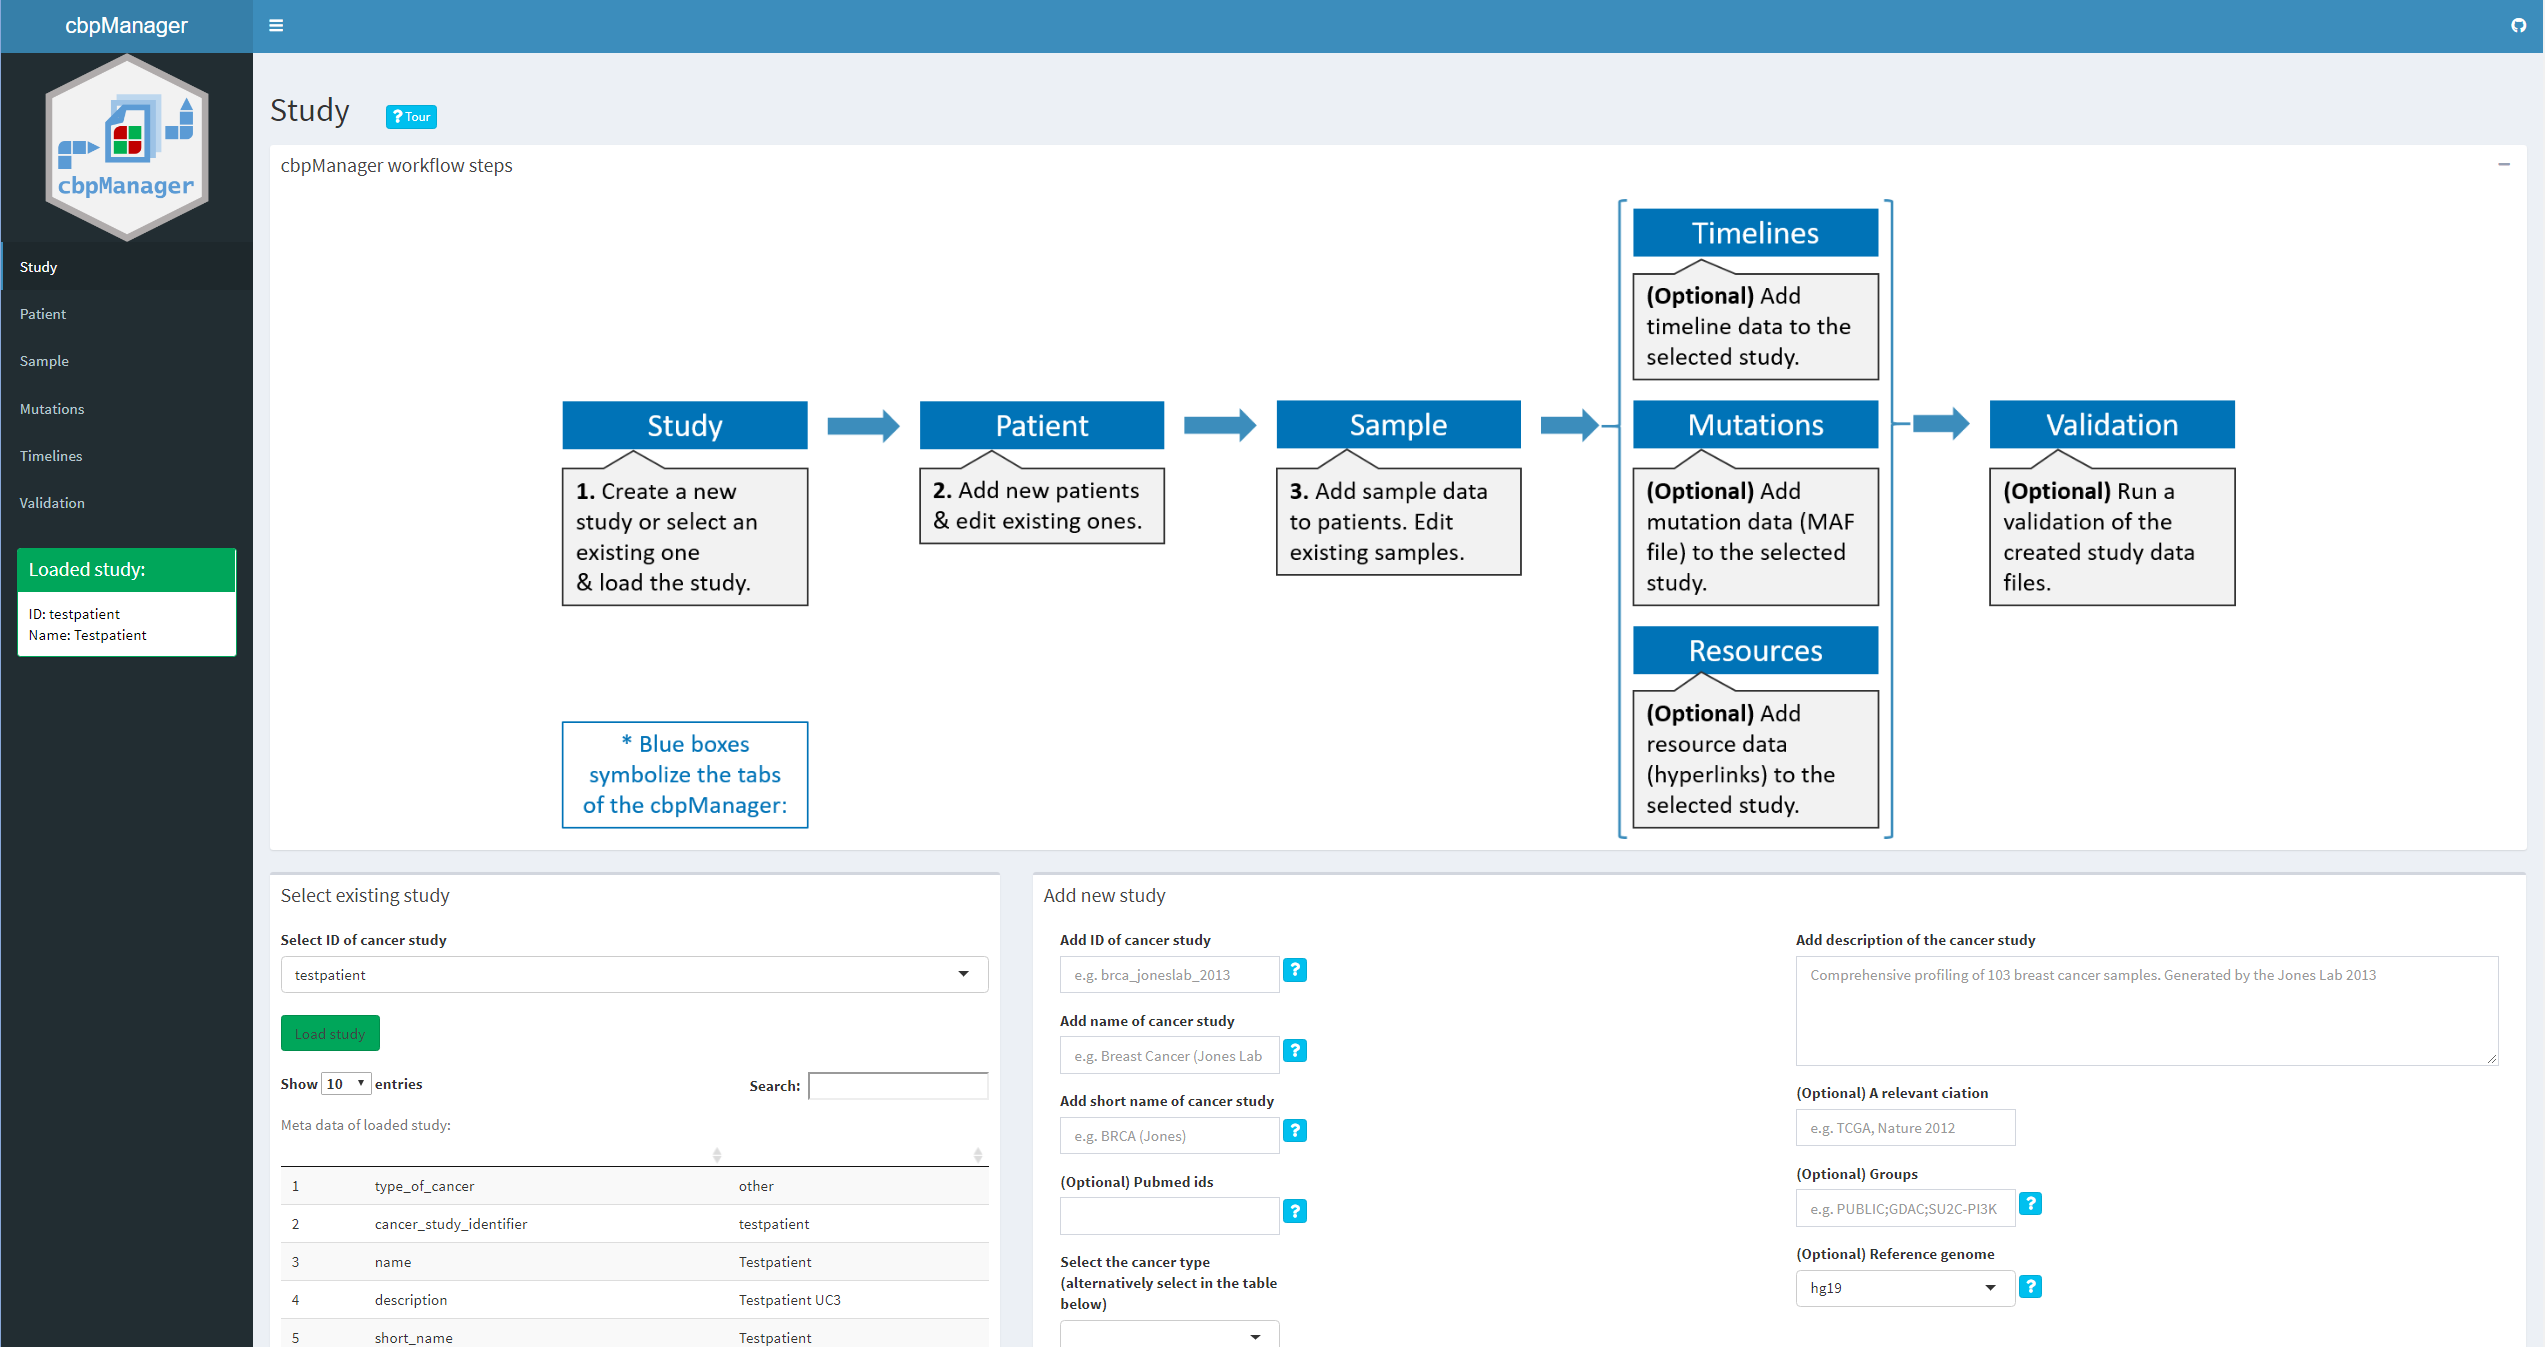 cbpManager
cbpManager
Study
Patient
Sample
Mutations
Timelines
Validation
Loaded study:
ID: testpatient
Name: Testpatient
Study
? Tour
cbpManager workflow steps
Study
1. Create a new
study or select an
existing one
& load the study.
Patient
2. Add new patients
& edit existing ones.
Sample
3. Add sample data
to patients. Edit
existing samples.
Timelines
(Optional) Add
timeline data to the
selected study.
Mutations
(Optional) Add
mutation data (MAF
file) to the selected
study.
Resources
(Optional) Add
resource data
(hyperlinks) to the
selected study.
Validation
(Optional) Run a
validation of the
created study data
files.
* Blue boxes
symbolize the tabs
of the cbpManager:
Select existing study
Select ID of cancer study
testpatient
Load study
Show 10 entries
Search:
Meta data of loaded study:
1 type_of_cancer other
2 cancer_study_identifier testpatient
3 name Testpatient
4 description Testpatient UC3
5 short_name Testpatient
Add new study
Add ID of cancer study
e.g. brca_joneslab_2013 ?
Add name of cancer study
e.g. Breast Cancer (Jones Lab ?
Add short name of cancer study
e.g. BRCA (Jones) ?
(Optional) Pubmed ids
?
Select the cancer type
(alternatively select in the table
below)
Add description of the cancer study
Comprehensive profiling of 103 breast cancer samples. Generated by the Jones Lab 2013
(Optional) A relevant ciation
e.g. TCGA, Nature 2012
(Optional) Groups
e.g. PUBLIC;GDAC;SU2C-PI3K ?
(Optional) Reference genome
hg19 ?